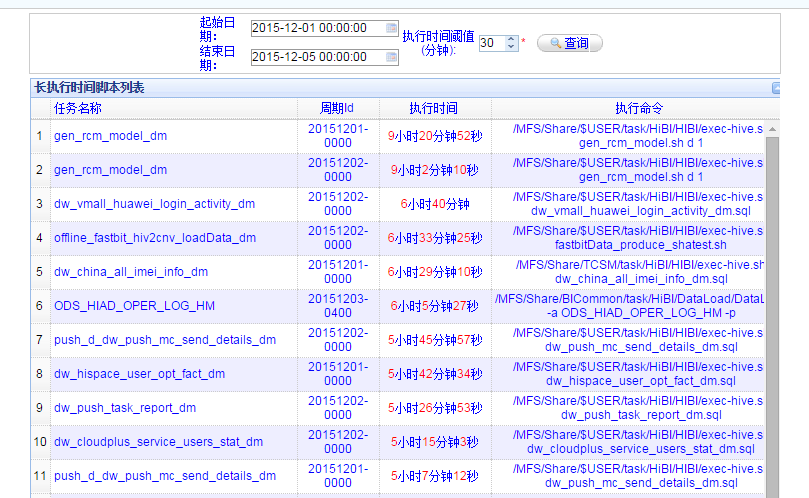 起始日
期: 2015-12-01 00:00:00
结束日
期: 2015-12-05 00:00:00
执行时间阈值
(分钟): 30 * 查询
长执行时间脚本列表
任务名称 周期Id 执行时间 执行命令
1 gen_rcm_model_dm 20151201-0000 9小时20分钟52秒 /MFS/Share/$USER/task/HiBI/HIBI/exec-hive.s
gen_rcm_model.sh d 1
2 gen_rcm_model_dm 20151202-0000 9小时2分钟10秒 /MFS/Share/$USER/task/HiBI/HIBI/exec-hive.s
gen_rcm_model.sh d 1
3 dw_vmall_huawei_login_activity_dm 20151202-0000 6小时40分钟 /MFS/Share/$USER/task/HiBI/HIBI/exec-hive.s
dw_vmall_huawei_login_activity_dm.sql
4 offline_fastbit_hiv2cnv_loadData_dm 20151202-0000 6小时33分钟25秒 /MFS/Share/$USER/task/HiBI/HIBI/exec-hive.s
fastbitData_produce_shatest.sh
5 dw_china_all_imei_info_dm 20151201-0000 6小时29分钟10秒 /MFS/Share/TCSM/task/HiBI/HIBI/exec-hive.sh
dw_china_all_imei_info_dm.sql
6 ODS_HIAD_OPER_LOG_HM 20151203-0400 6小时5分钟27秒 /MFS/Share/BICommon/task/HiBI/DataLoad/DataL
-a ODS_HIAD_OPER_LOG_HM -p
7 push_d_dw_push_mc_send_details_dm 20151202-0000 5小时45分钟57秒 /MFS/Share/$USER/task/HiBI/HIBI/exec-hive.s
dw_push_mc_send_details_dm.sql
8 dw_hispace_user_opt_fact_dm 20151201-0000 5小时42分钟34秒 /MFS/Share/$USER/task/HiBI/HIBI/exec-hive.s
dw_hispace_user_opt_fact_dm.sql
9 dw_push_task_report_dm 20151202-0000 5小时26分钟53秒 /MFS/Share/$USER/task/HiBI/HIBI/exec-hive.s
dw_push_task_report_dm.sql
10 dw_cloudplus_service_users_stat_dm 20151202-0000 5小时15分钟3秒 /MFS/Share/$USER/task/HiBI/HIBI/exec-hive.s
dw_cloudplus_service_users_stat_dm.sql
11 push_d_dw_push_mc_send_details_dm 20151201-0000 5小时7分钟12秒 /MFS/Share/$USER/task/HiBI/HIBI/exec-hive.s
dw_push_mc_send_details_dm.sql